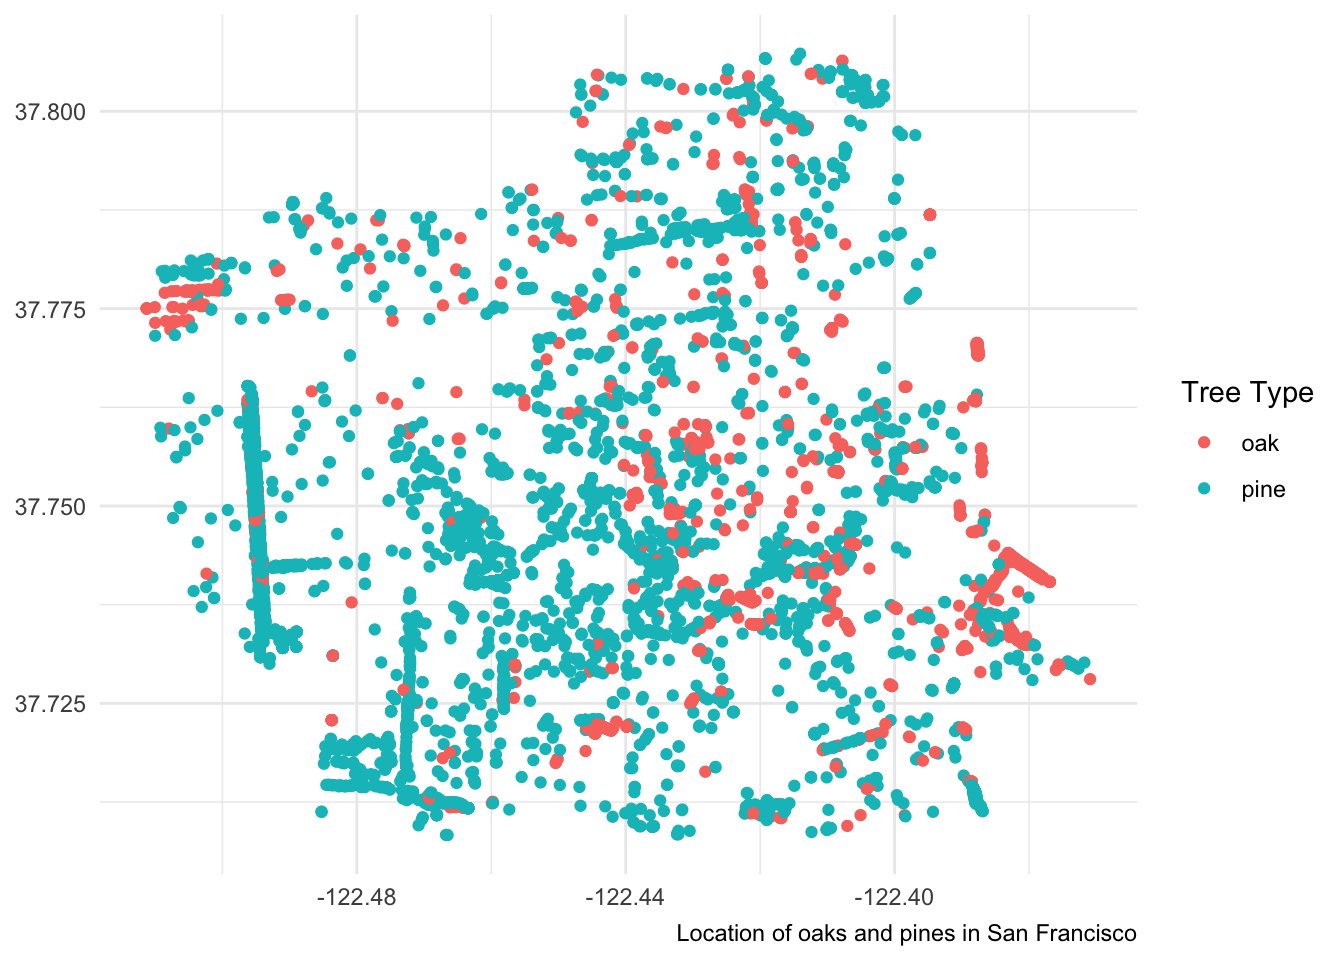 37.800
37.775
37.750
37.725
-122.48
-122.44
-122.40
Location of oaks and pines in San Francisco
Tree Type
oak
pine